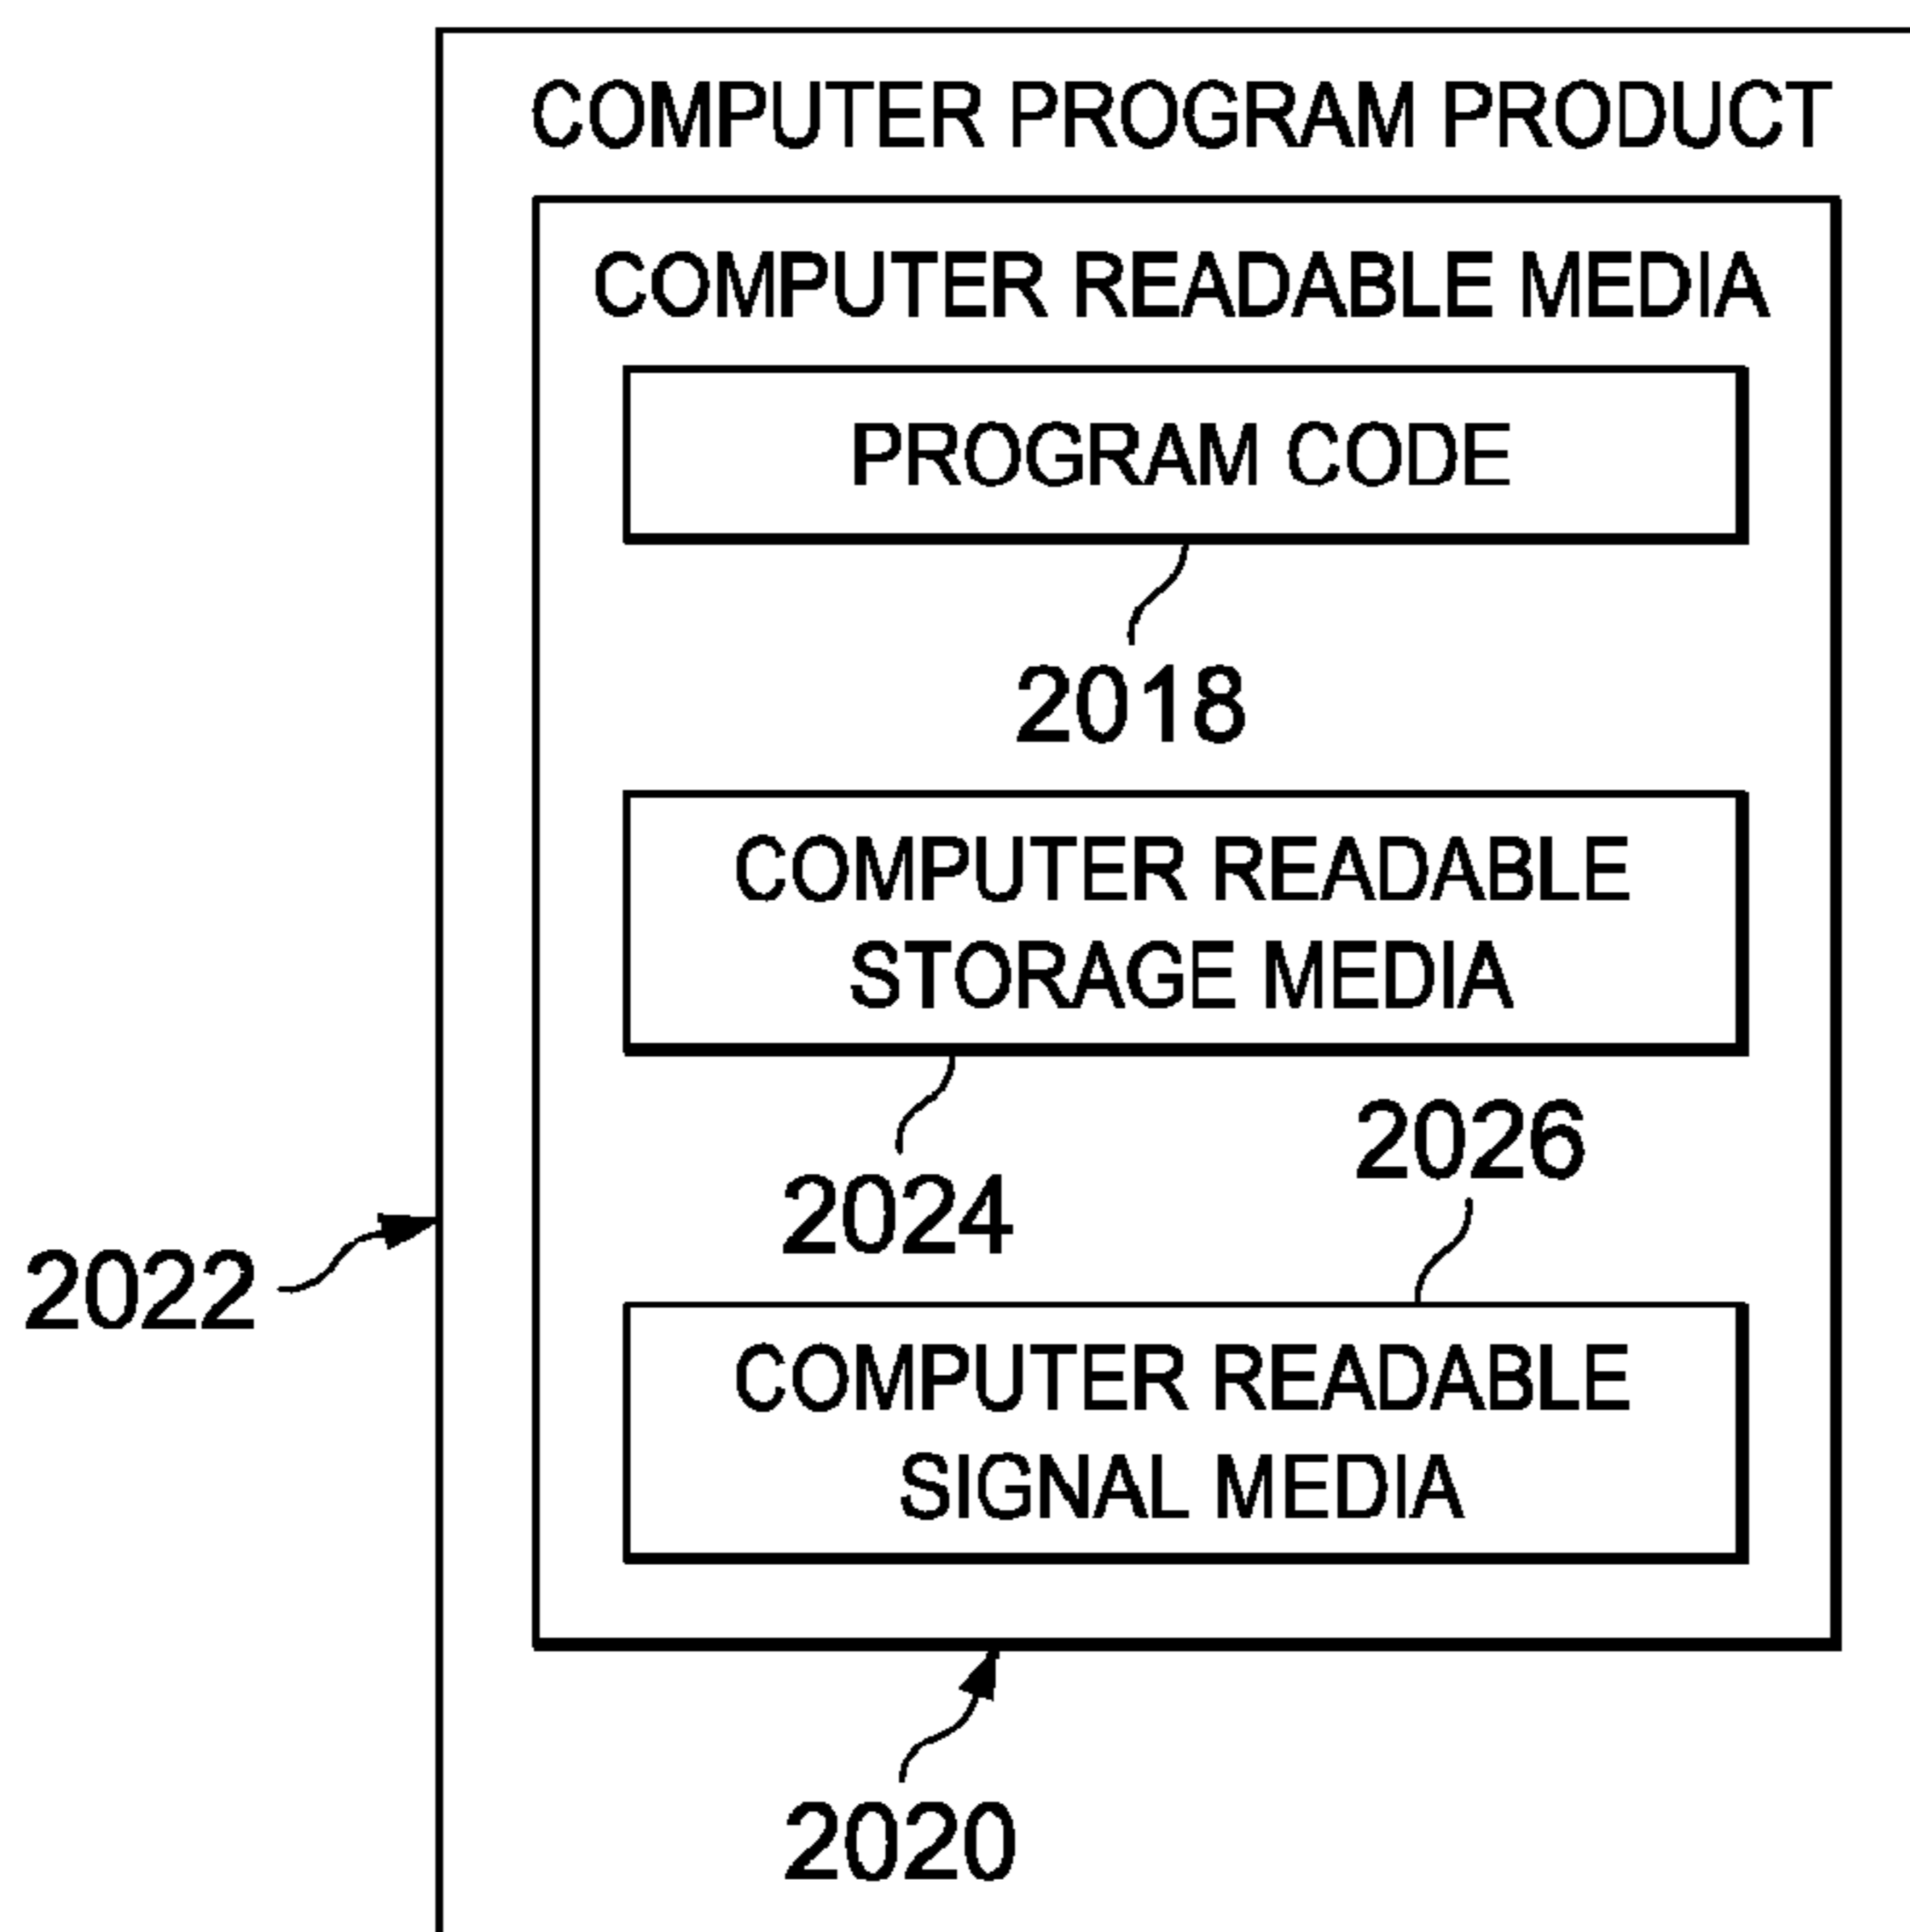 COMPUTER PROGRAM PRODUCT
COMPUTER READABLE MEDIA
PROGRAM CODE
2018
COMPUTER READABLE
STORAGE MEDIA
2026
2024
2022
COMPUTER READABLE
SIGNAL MEDIA
2020